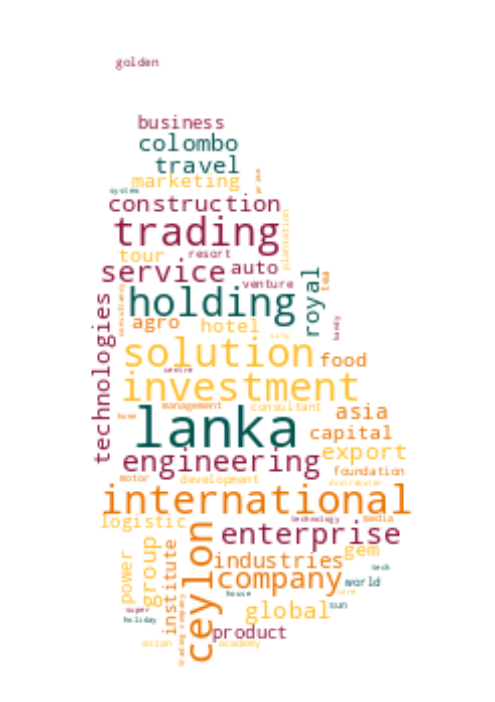 golden
business
colombo
travel
marketing
system
construction
trading
plantation
tour
resort
service
auto
venture
consultancy
holding
royal
tea
agro
hotel
city
technologies
solution
food
centre
investment
management
consultant
home
lanka
asia
capital
engineering
export
foundation
motor
development
distributor
international
logistic
technology
media
ceylon
enterprise
power
group
institute
industries
gem
tech
company
world
house
care
super
global
sun
holiday
trading company
product
asian
academy